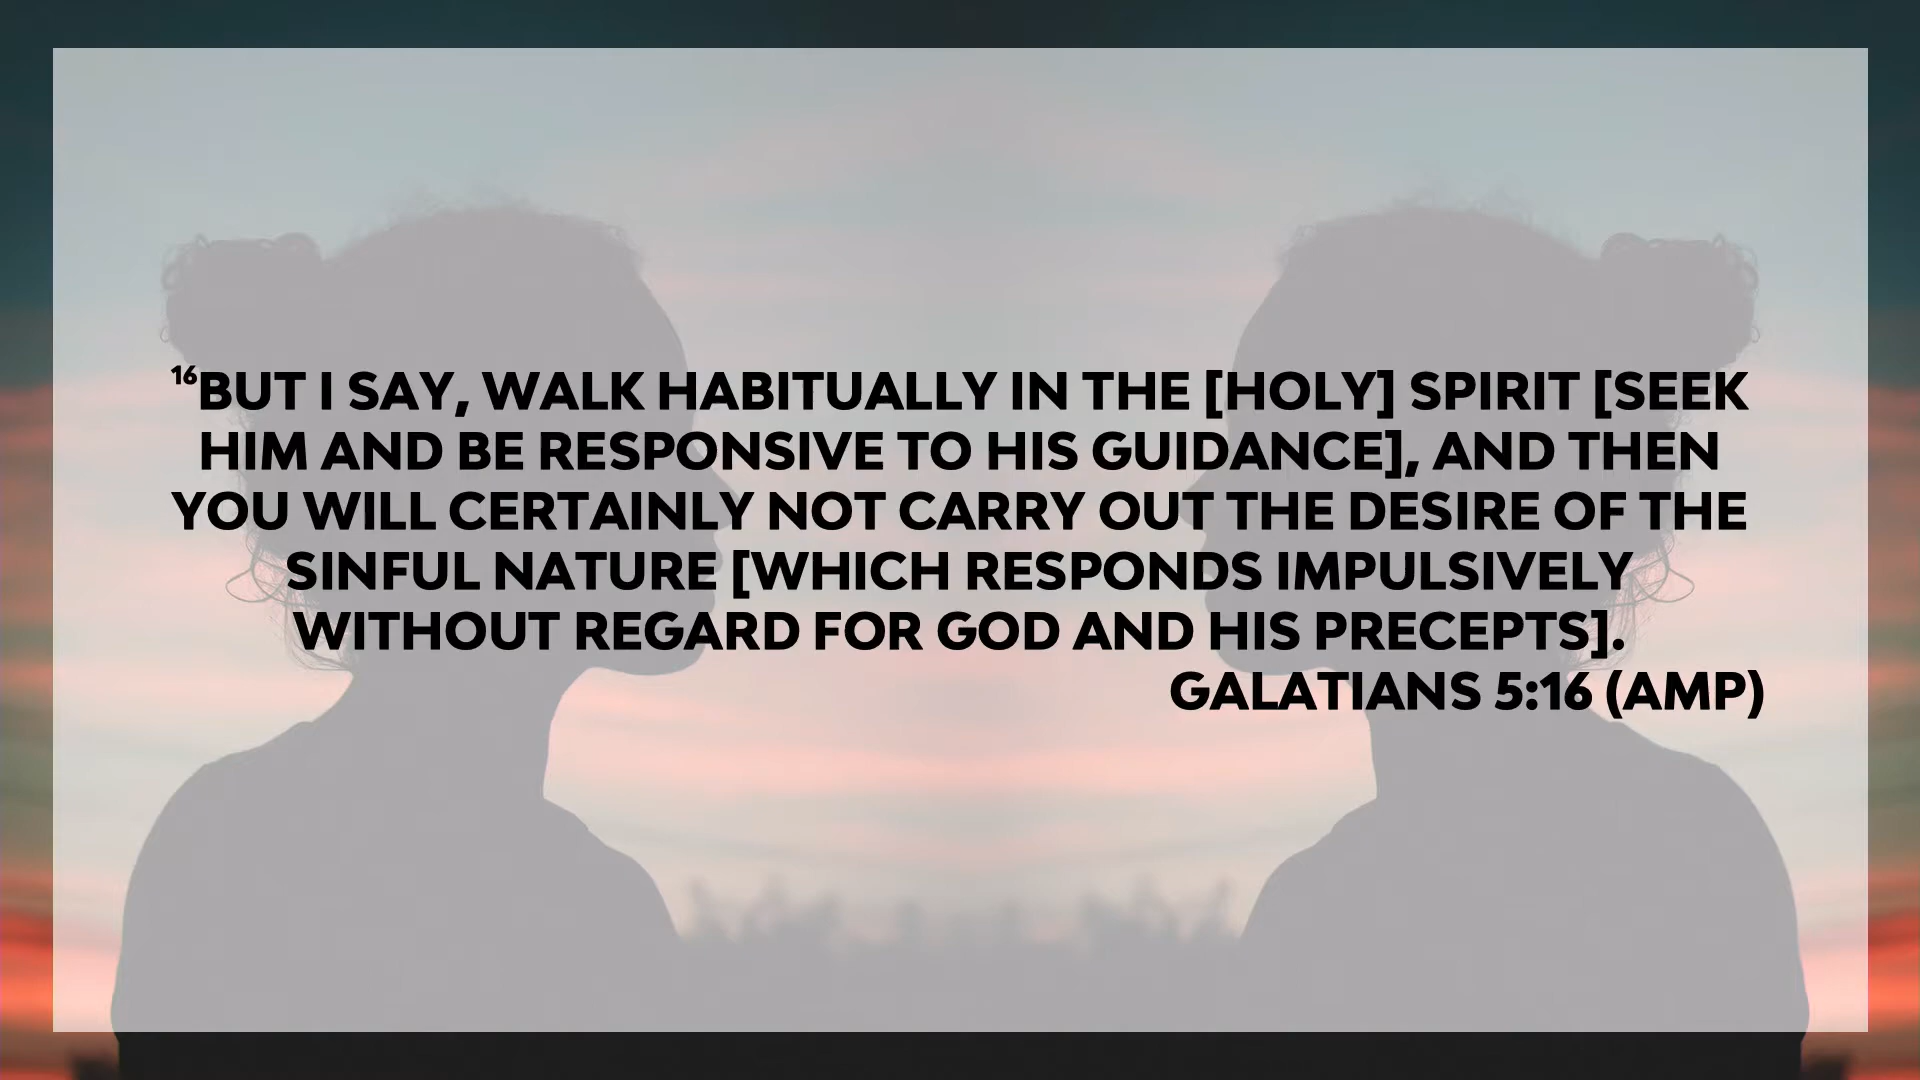 ¹⁶BUT I SAY, WALK HABITUALLY IN THE [HOLY] SPIRIT [SEEK
HIM AND BE RESPONSIVE TO HIS GUIDANCE], AND THEN
YOU WILL CERTAINLY NOT CARRY OUT THE DESIRE OF THE
SINFUL NATURE [WHICH RESPONDS IMPULSIVELY
WITHOUT REGARD FOR GOD AND HIS PRECEPTS].
GALATIANS 5:16 (AMP)